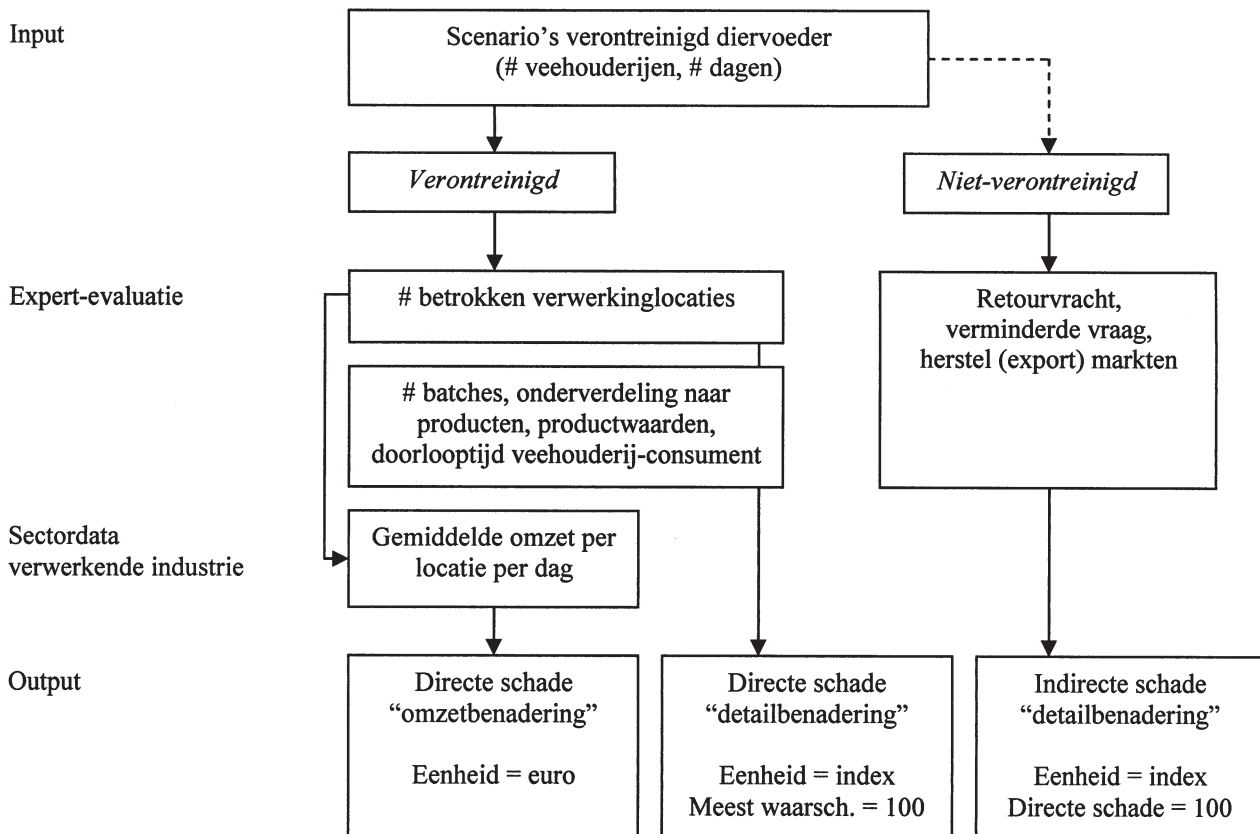 Input
Scenario's verontreinigd diervoeder
(# veehouderijen, # dagen)
Verontreinigd
Niet-verontreinigd
Expert-evaluatie
# betrokken verwerkinglocaties
# batches, onderverdeling naar
producten, productwaarden,
doorlooptijd veehouderij-consument
Retourvracht,
verminderde vraag,
herstel (export) markten
Sectordata
verwerkende industrie
Gemiddelde omzet per
locatie per dag
Output
Directe schade
“omzetbenadering”
Eenheid = euro
Directe schade
“detailbenadering”
Eenheid = index
Meest waarsch. = 100
Indirecte schade
“detailbenadering”
Eenheid = index
Directe schade = 100